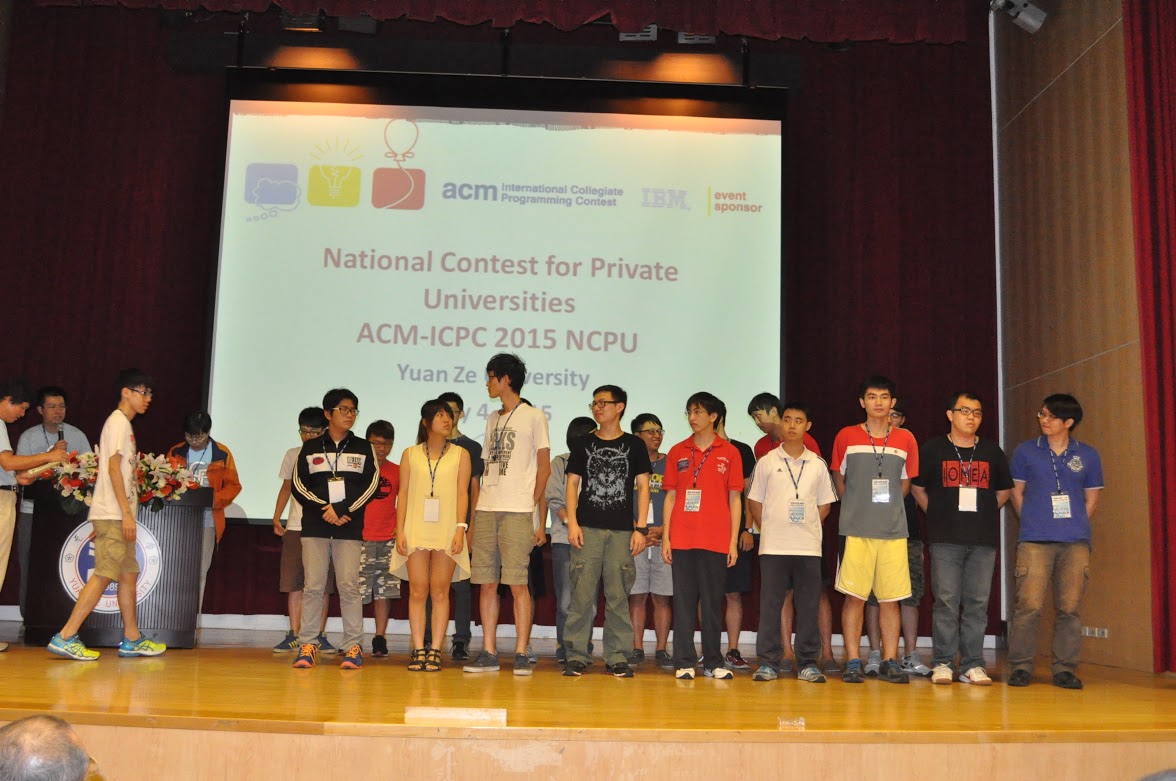 acm International Collegiate
Programming Contest
IBM
event
sponsor
National Contest for Private
Universities
ACM-ICPC 2015 NCPU
Yuan Ze